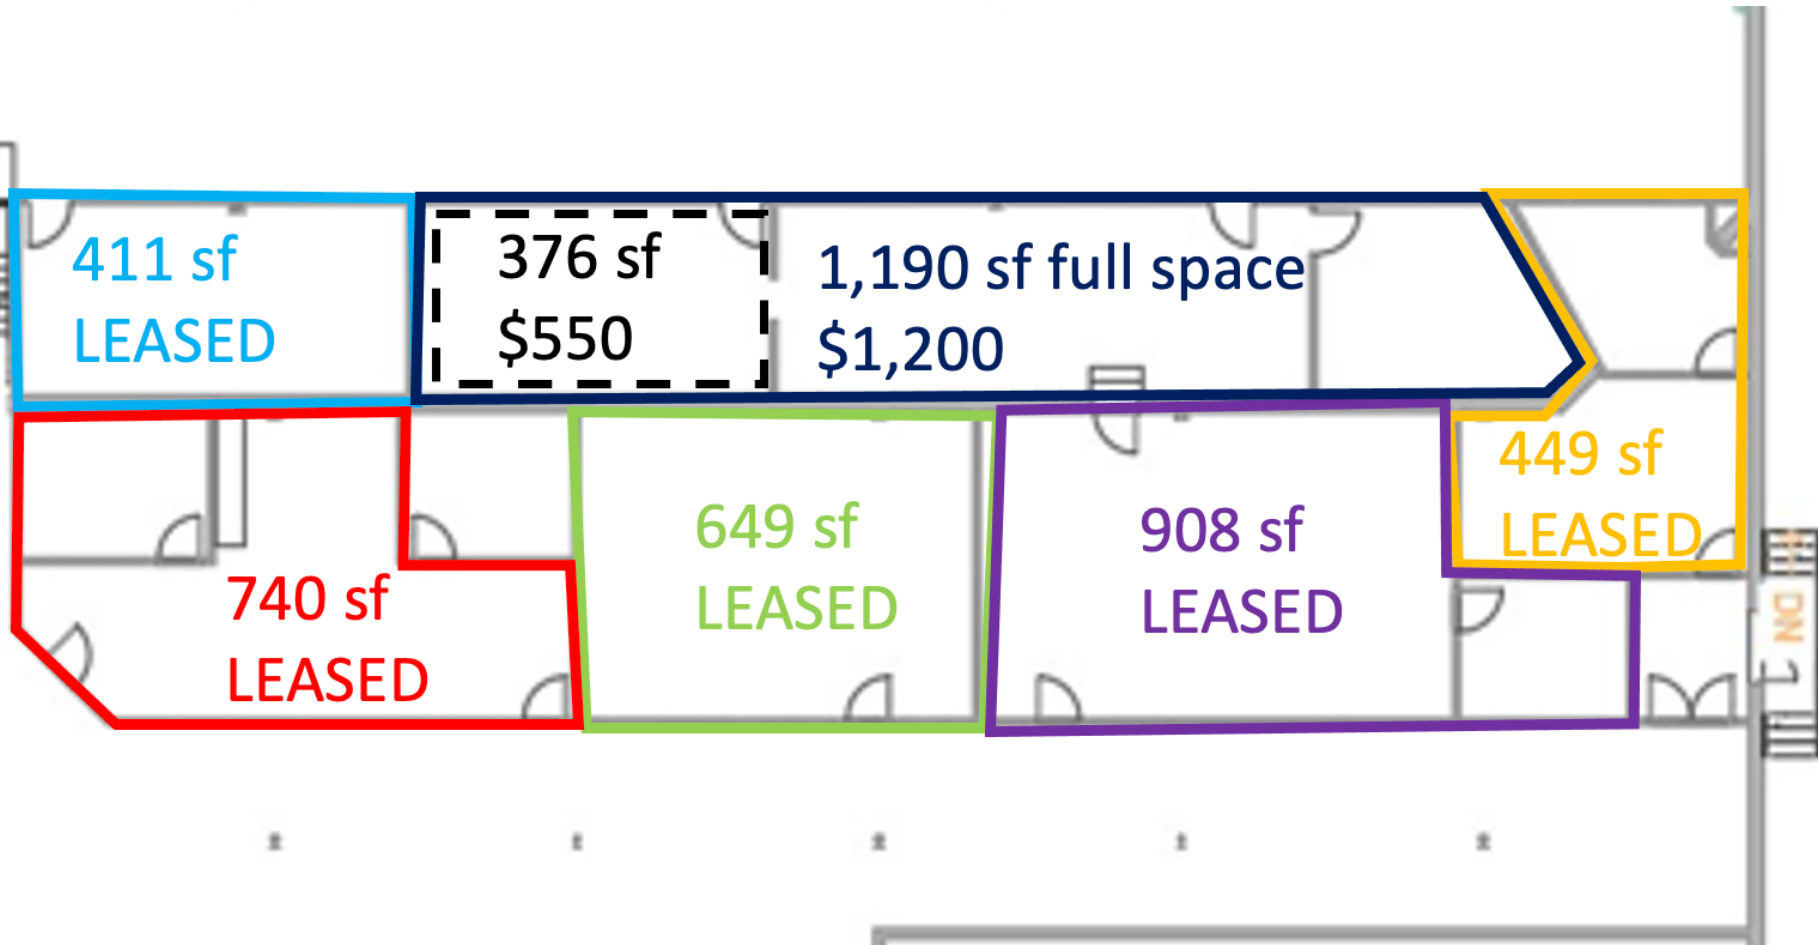 411 sf
LEASED
376 sf
$550
1,190 sf full space
$1,200
449 sf
LEASED
740 sf
LEASED
649 sf
LEASED
908 sf
LEASED
DN